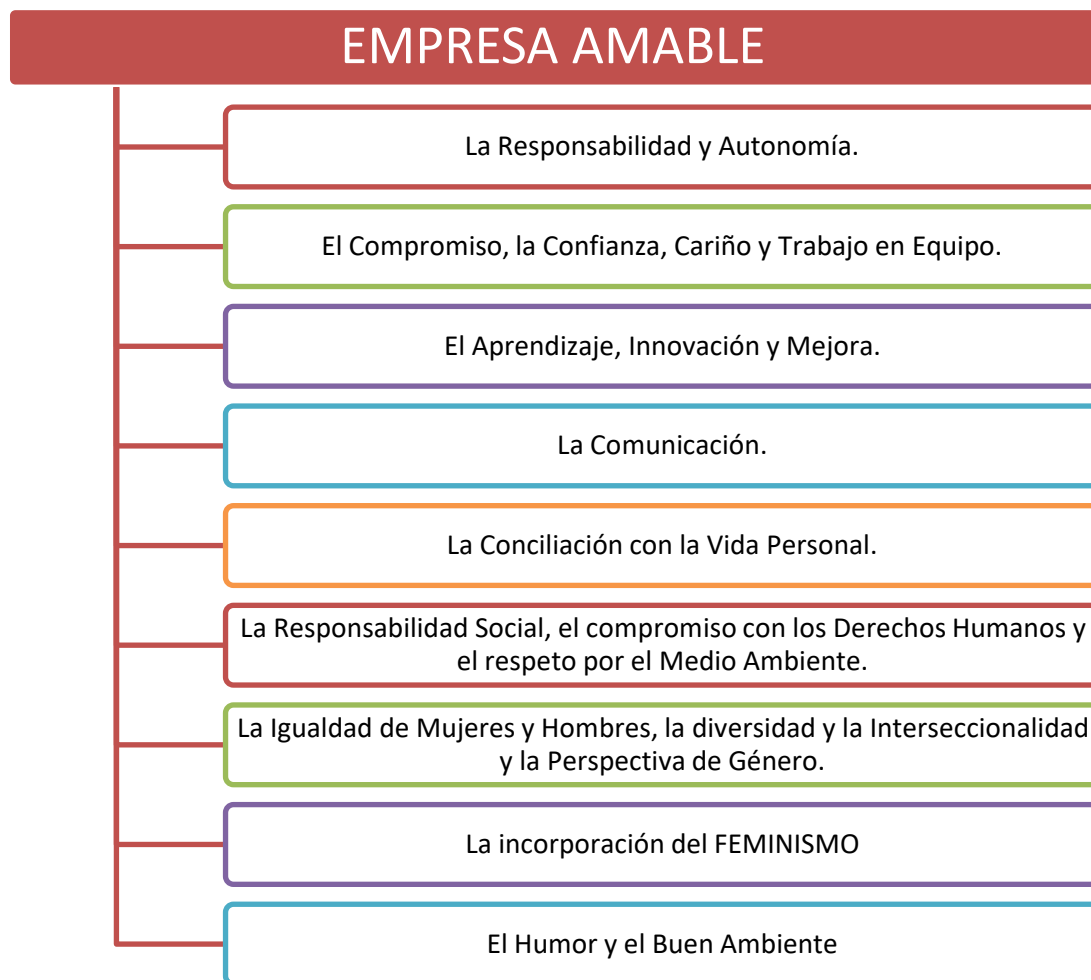 EMPRESA AMABLE
La Responsabilidad y Autonomía.
El Compromiso, la Confianza, Cariño y Trabajo en Equipo.
El Aprendizaje, Innovación y Mejora.
La Comunicación.
La Conciliación con la Vida Personal.
La Responsabilidad Social, el compromiso con los Derechos Humanos y
el respeto por el Medio Ambiente.
La Igualdad de Mujeres y Hombres, la diversidad y la Interseccionalidad
y la Perspectiva de Género.
La incorporación del FEMINISMO
El Humor y el Buen Ambiente